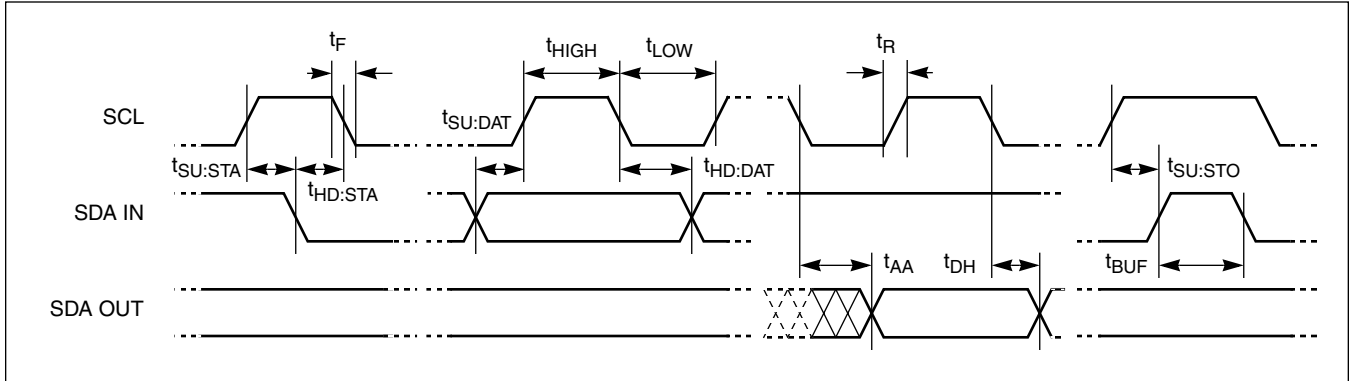 tF
tHIGH
tLOW
tR
SCL
tSU:DAT
tSU:STA
tHD:STA
tHD:DAT
tSU:STO
SDA IN
tAA
tDH
tBUF
SDA OUT